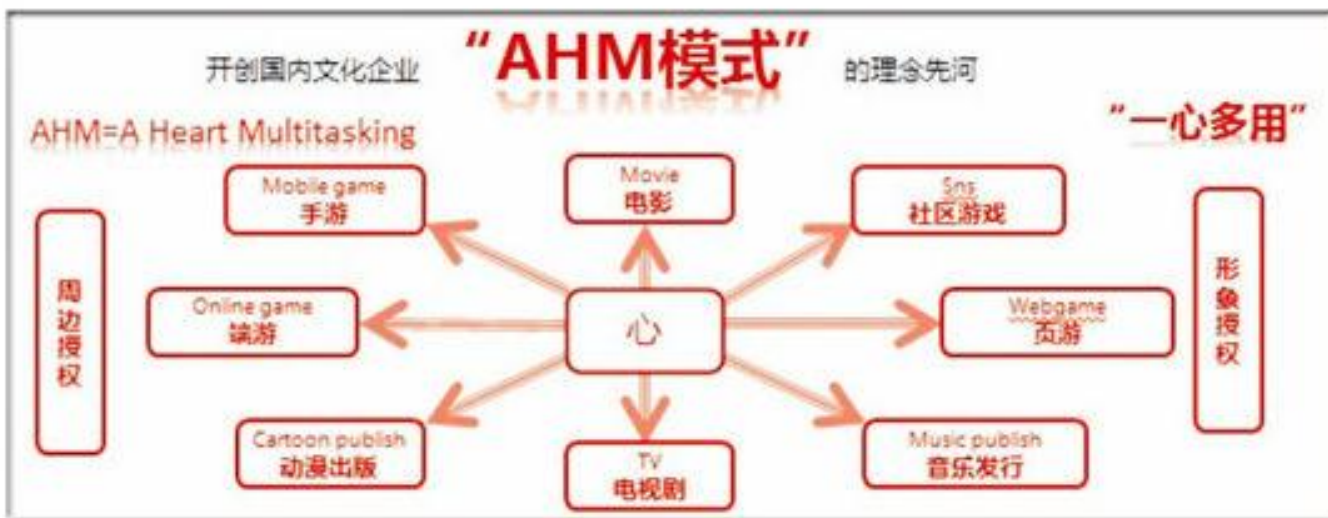 开创国内文化企业 “AHM模式” 的理念先河
AHM=A Heart Multitasking
“一心多用”
Mobile game
手游
Movie
电影
Sns
社区游戏
周边授权
Online game
端游
心
Webgame
页游
形象授权
Cartoon publish
动漫出版
TV
电视剧
Music publish
音乐发行